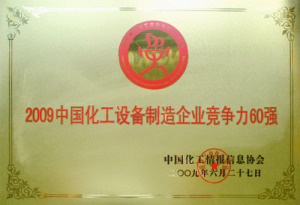 2009中国化工设备制造企业竞争力60强
中国化工情报信息协会
二〇〇九年六月二十七日